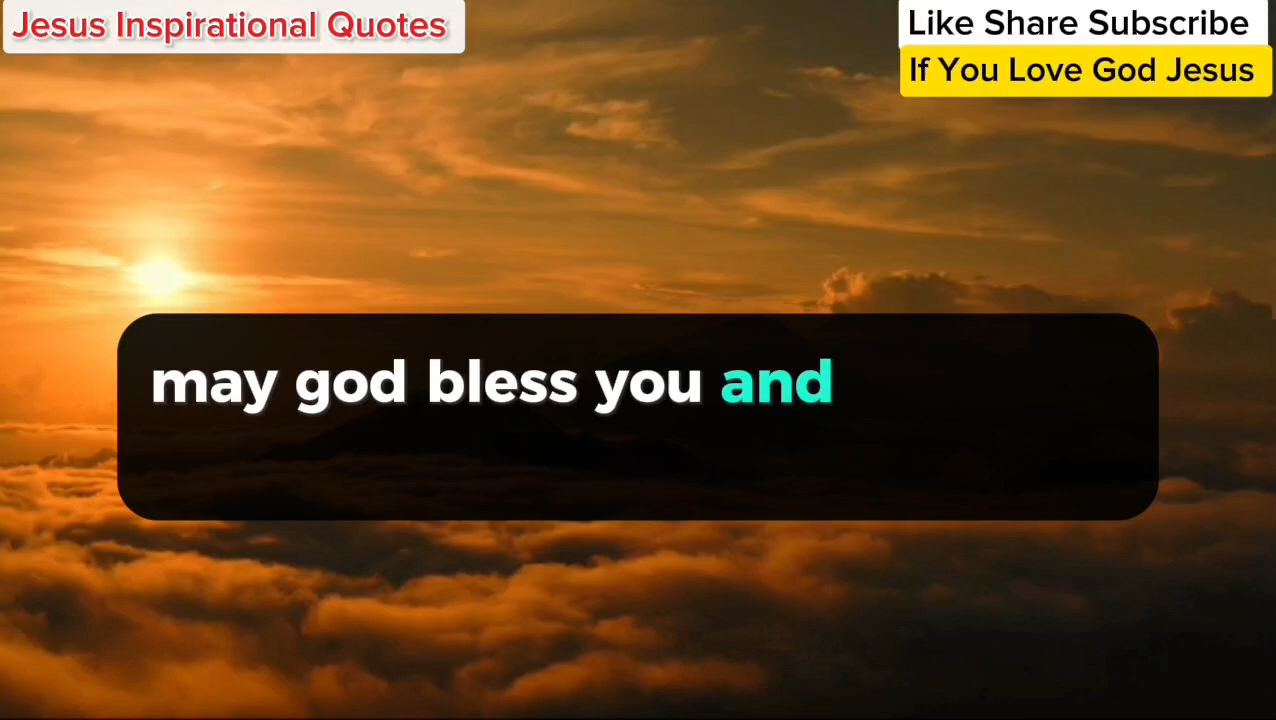 Jesus Inspirational Quotes
Like Share Subscribe
If You Love God Jesus
may god bless you and